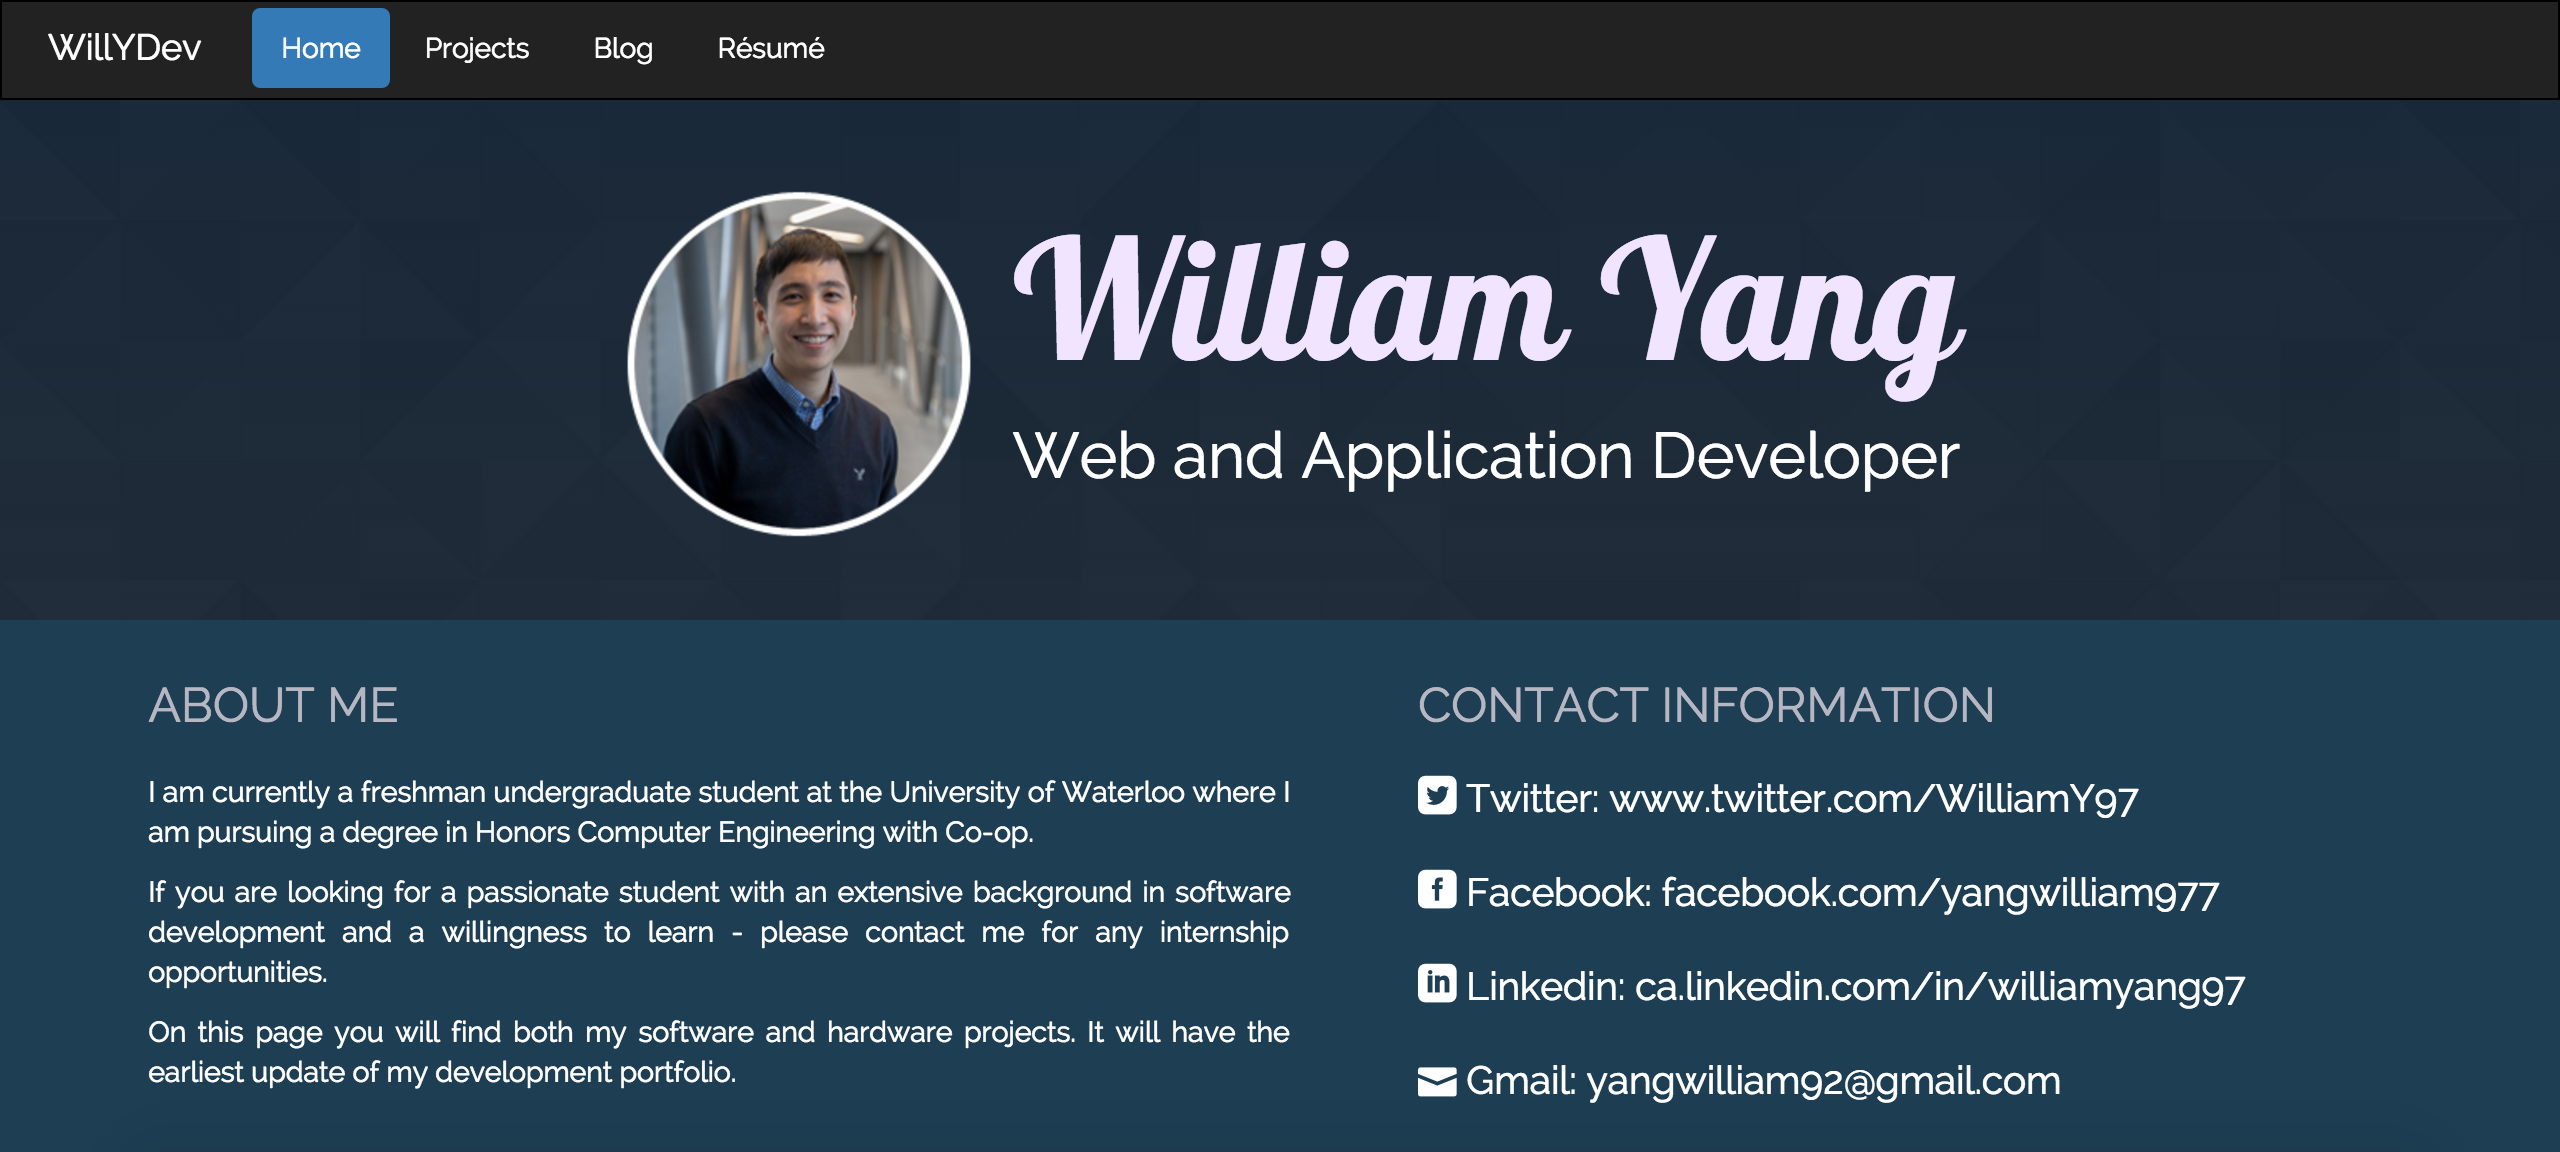 WillYDev Home Projects Blog Résumé
William Yang
Web and Application Developer
ABOUT ME
I am currently a freshman undergraduate student at the University of Waterloo where I
am pursuing a degree in Honors Computer Engineering with Co-op.
If you are looking for a passionate student with an extensive background in software
development and a willingness to learn - please contact me for any internship
opportunities.
On this page you will find both my software and hardware projects. It will have the
earliest update of my development portfolio.
CONTACT INFORMATION
Twitter: www.twitter.com/WilliamY97
Facebook: facebook.com/yangwilliam977
Linkedin: ca.linkedin.com/in/williamyang97
Gmail: yangwilliam92@gmail.com